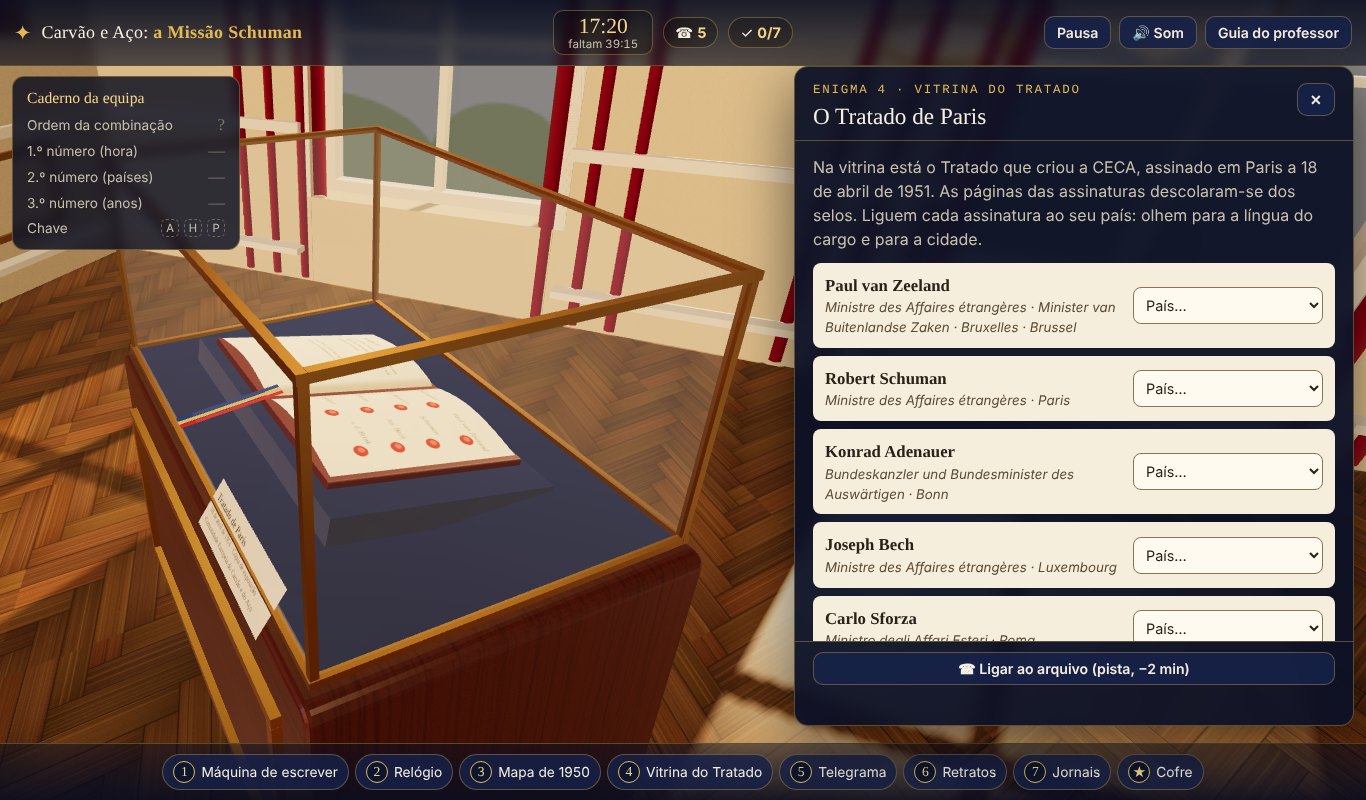 ✦ Carvão e Aço: a Missão Schuman
17:20
faltam 39:15
☎ 5
✓ 0/7
Pausa
🔊 Som
Guia do professor
Caderno da equipa
Ordem da combinação ?
1.º número (hora) —
2.º número (países) —
3.º número (anos) —
Chave A H P
ENIGMA 4 · VITRINA DO TRATADO
O Tratado de Paris
×
Na vitrina está o Tratado que criou a CECA, assinado em Paris a 18
de abril de 1951. As páginas das assinaturas descolaram-se dos
selos. Liguem cada assinatura ao seu país: olhem para a língua do
cargo e para a cidade.
Paul van Zeeland
Ministre des Affaires étrangères · Minister van
Buitenlandse Zaken · Bruxelles · Brussel
País...
Robert Schuman
Ministre des Affaires étrangères · Paris
País...
Konrad Adenauer
Bundeskanzler und Bundesminister des
Auswärtigen · Bonn
País...
Joseph Bech
Ministre des Affaires étrangères · Luxembourg
País...
Carlo Sforza
Ministro degli Affari Esteri · Roma
País...
☎ Ligar ao arquivo (pista, −2 min)
Tratado de Paris
1 Máquina de escrever
2 Relógio
3 Mapa de 1950
4 Vitrina do Tratado
5 Telegrama
6 Retratos
7 Jornais
★ Cofre